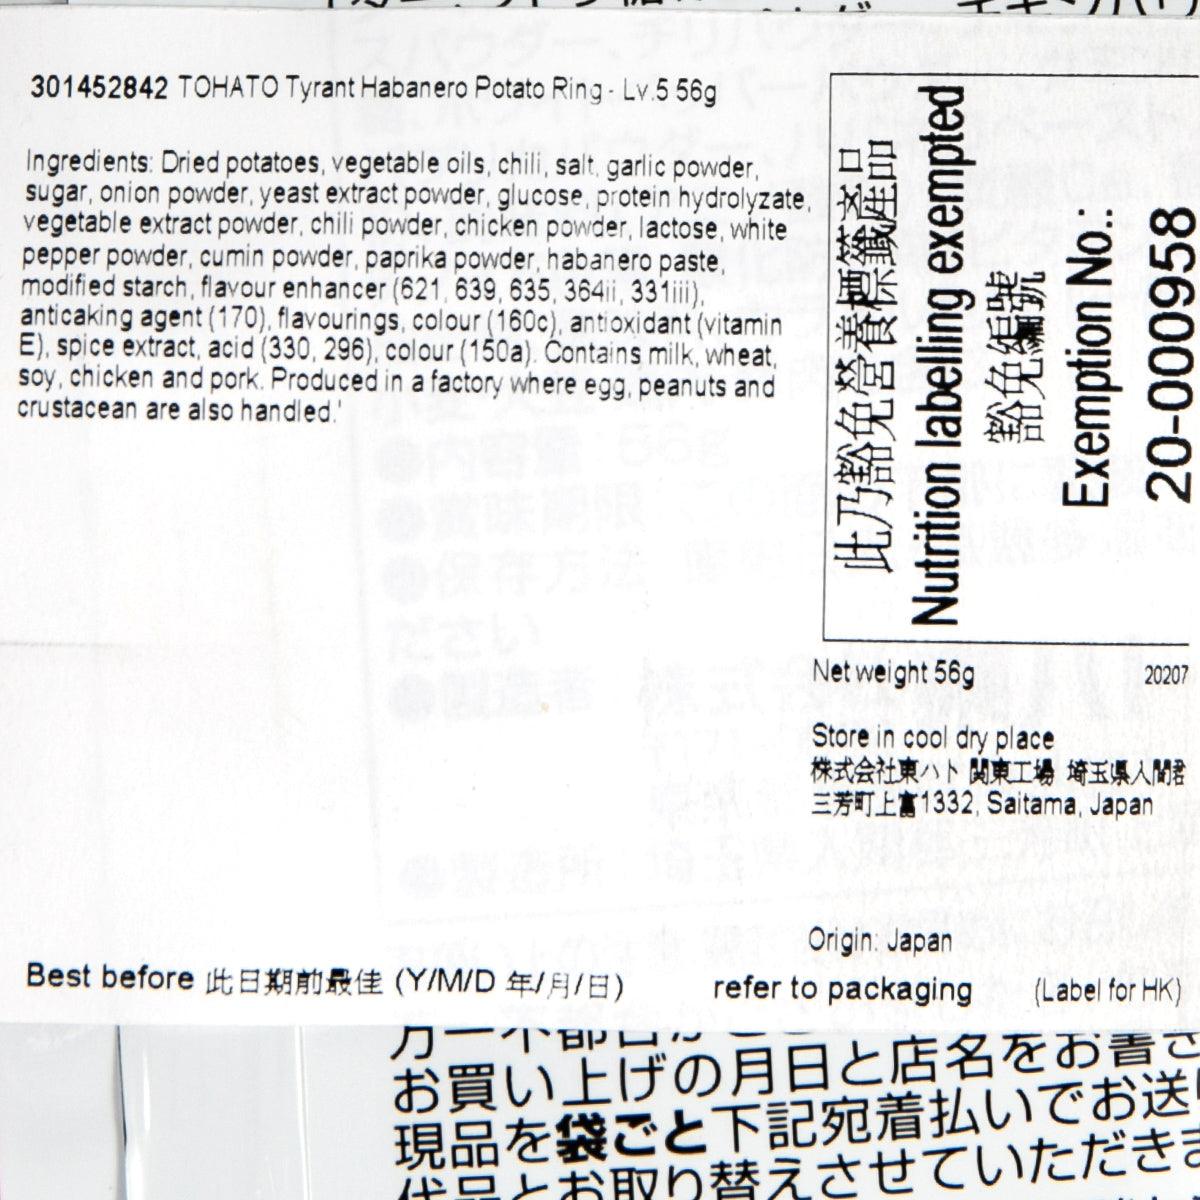 301452842 TOHATO Tyrant Habanero Potato Ring - Lv.5 56g
Ingredients: Dried potatoes, vegetable oils, chili, salt, garlic powder,
sugar, onion powder, yeast extract powder, glucose, protein hydrolyzate,
vegetable extract powder, chili powder, chicken powder, lactose, white
pepper powder, cumin powder, paprika powder, habanero paste,
modified starch, flavour enhancer (621, 639, 635, 364ii, 331iii),
anticaking agent (170), flavourings, colour (160c), antioxidant (vitamin
E), spice extract, acid (330, 296), colour (150a). Contains milk, wheat,
soy, chicken and pork. Produced in a factory where egg, peanuts and
crustacean are also handled.'
此乃豁免營養標籤產品
Nutrition labelling exempted
豁免編號
Exemption No.:
20-000958
Net weight 56g
20207
Store in cool dry place
株式会社東ハト 関東工場 埼玉県入間郡
三芳町上富1332, Saitama, Japan
Origin: Japan
Best before 此日期前最佳 (Y/M/D 年/月/日)
refer to packaging
(Label for HK)
お買い上げの月日と店名をお書き
現品を袋ごと下記宛着払いでお送り
代品とお取り替えさせていただきま